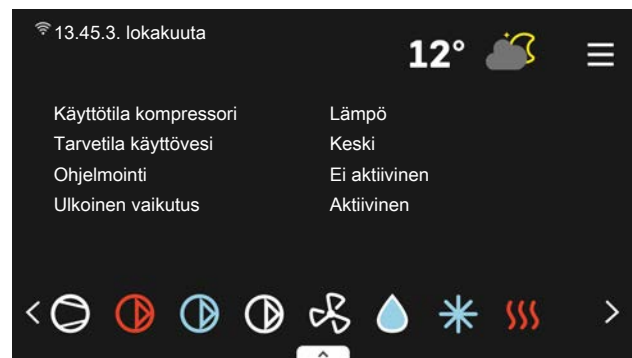 13.45.3. lokakuuta
12°
Käyttötila kompressori Lämpö
Tarvetila käyttövesi Keski
Ohjelmointi Ei aktiivinen
Ulkoinen vaikutus Aktiivinen